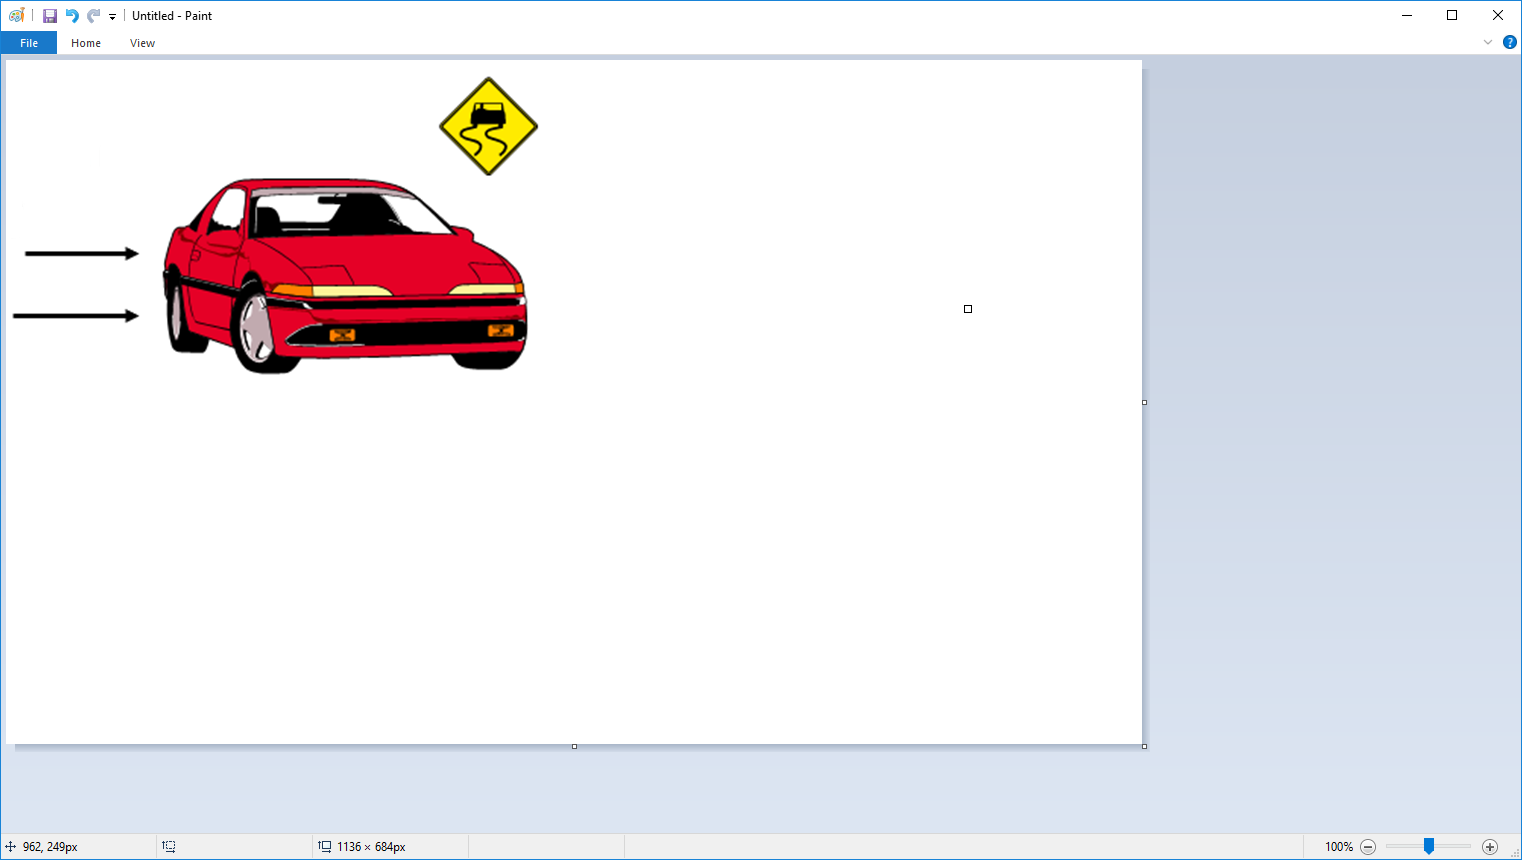 Untitled - Paint
File Home View
?
962, 249px 1136 × 684px 100%